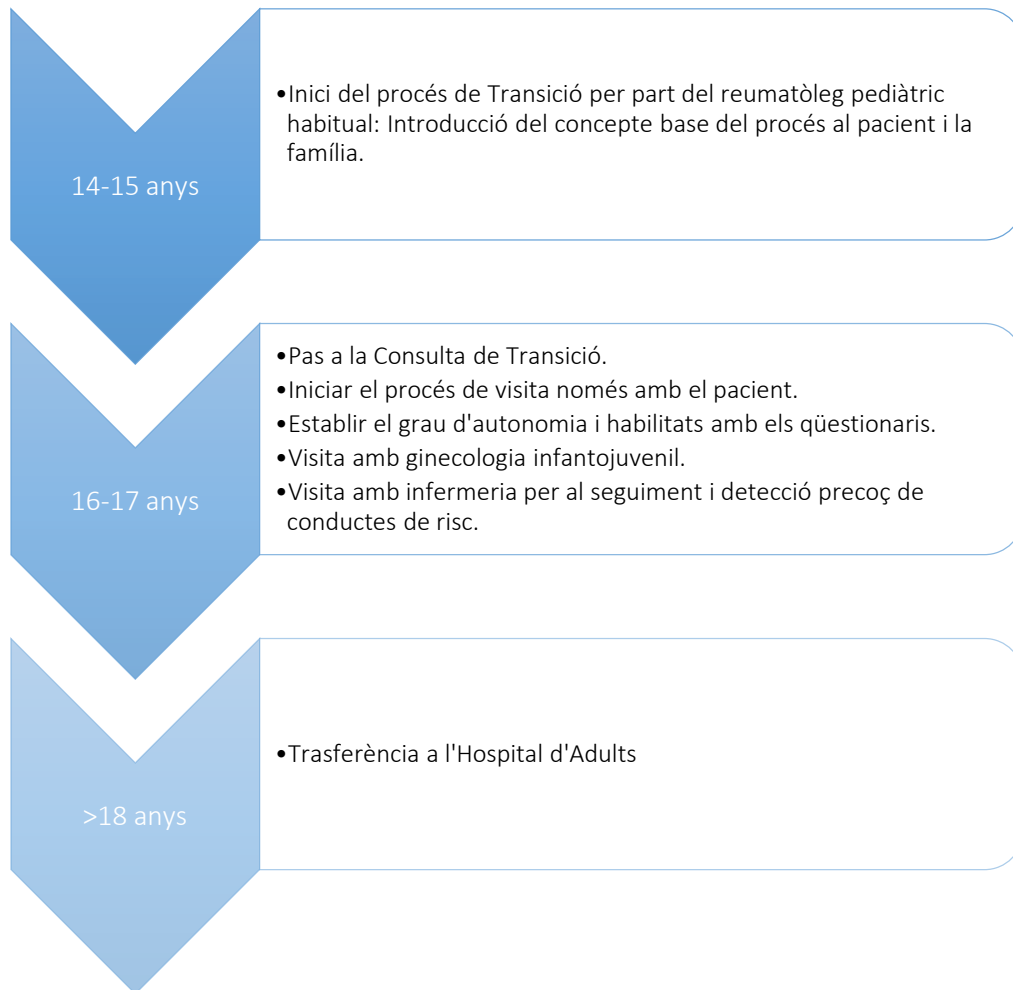 14-15 anys
•Inici del procés de Transició per part del reumatòleg pediàtric
habitual: Introducció del concepte base del procés al pacient i la
família.
16-17 anys
•Pas a la Consulta de Transició.
•Iniciar el procés de visita només amb el pacient.
•Establir el grau d'autonomia i habilitats amb els qüestionaris.
•Visita amb ginecologia infantojuvenil.
•Visita amb infermeria per al seguiment i detecció precoç de
conductes de risc.
>18 anys
•Trasferència a l'Hospital d'Adults